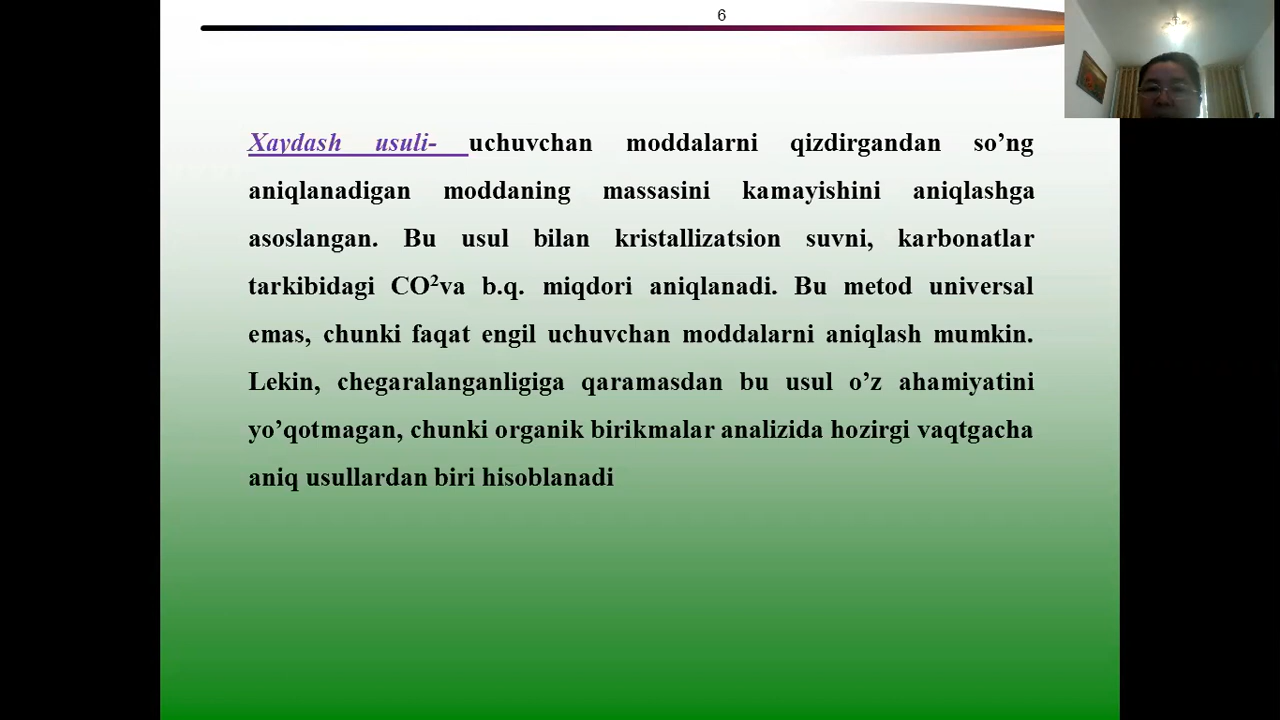 6
Xaydash usuli- uchuvchan moddalarni qizdirgandan so’ng
aniqlanadigan moddaning massasini kamayishini aniqlashga
asoslangan. Bu usul bilan kristallizatsion suvni, karbonatlar
tarkibidagi CO²va b.q. miqdori aniqlanadi. Bu metod universal
emas, chunki faqat engil uchuvchan moddalarni aniqlash mumkin.
Lekin, chegaralanganligiga qaramasdan bu usul o’z ahamiyatini
yo’qotmagan, chunki organik birikmalar analizida hozirgi vaqtgacha
aniq usullardan biri hisoblanadi